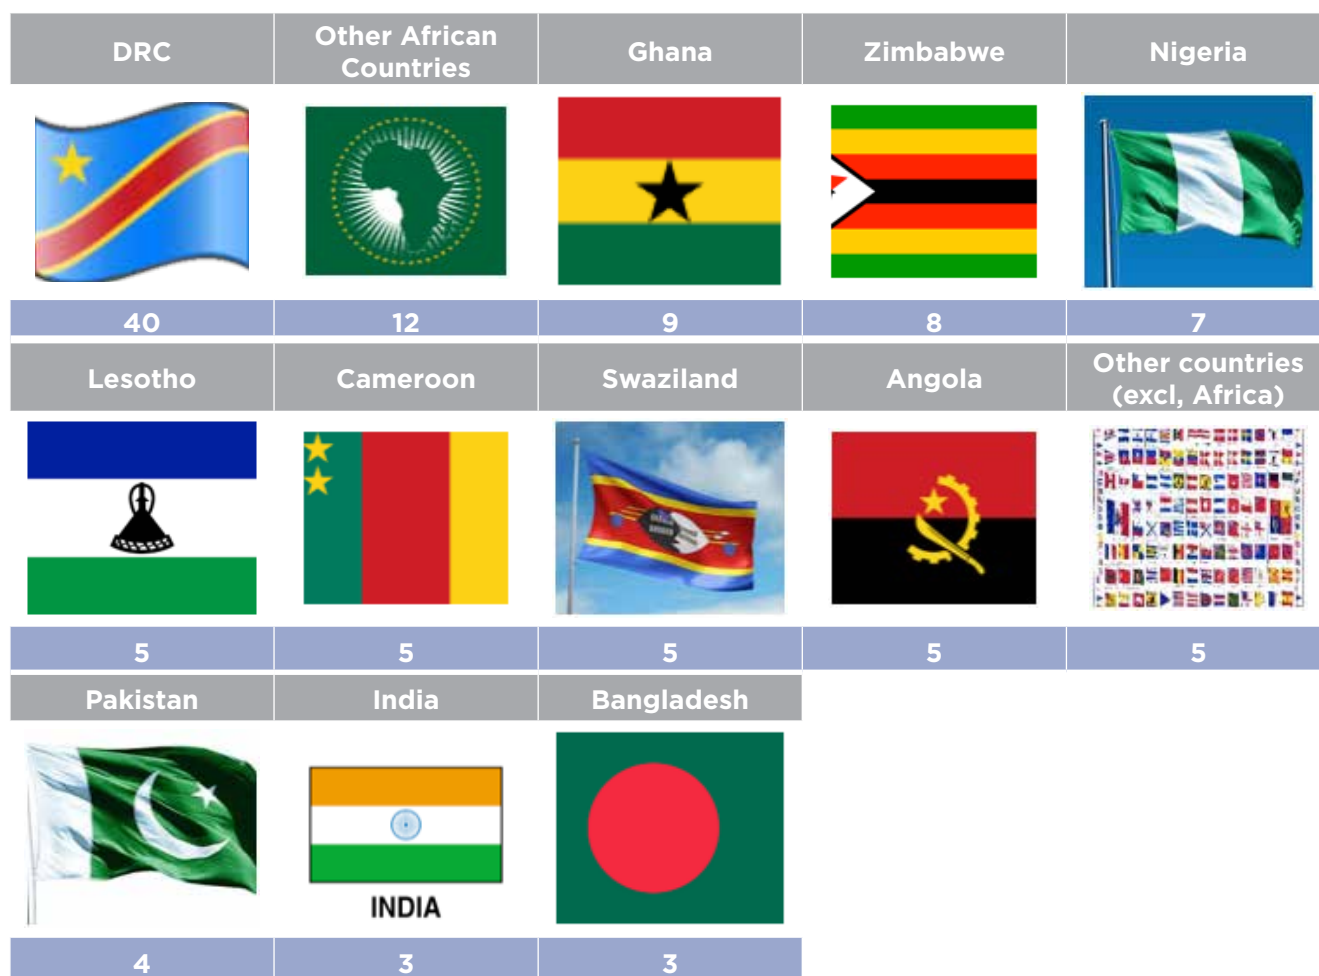 DRC
Other African
Countries
Ghana
Zimbabwe
Nigeria
40
12
9
8
7
Lesotho
Cameroon
Swaziland
Angola
Other countries
(excl, Africa)
5
5
5
5
5
Pakistan
India
Bangladesh
INDIA
4
3
3